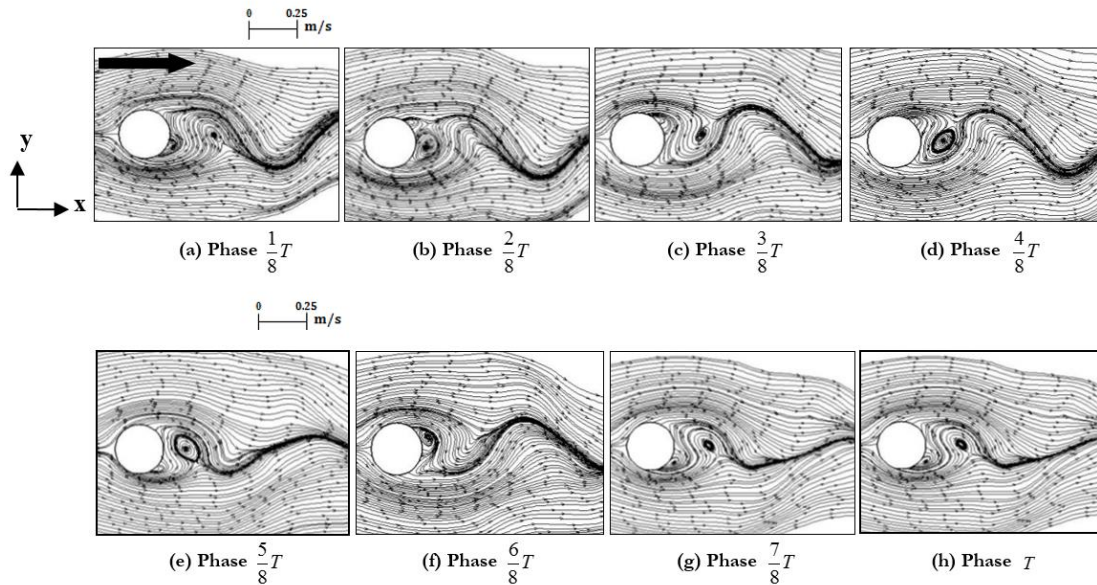 0 0.25
m/s
y
x
(a) Phase 1/8 T
(b) Phase 2/8 T
(c) Phase 3/8 T
(d) Phase 4/8 T
0 0.25
m/s
(e) Phase 5/8 T
(f) Phase 6/8 T
(g) Phase 7/8 T
(h) Phase T